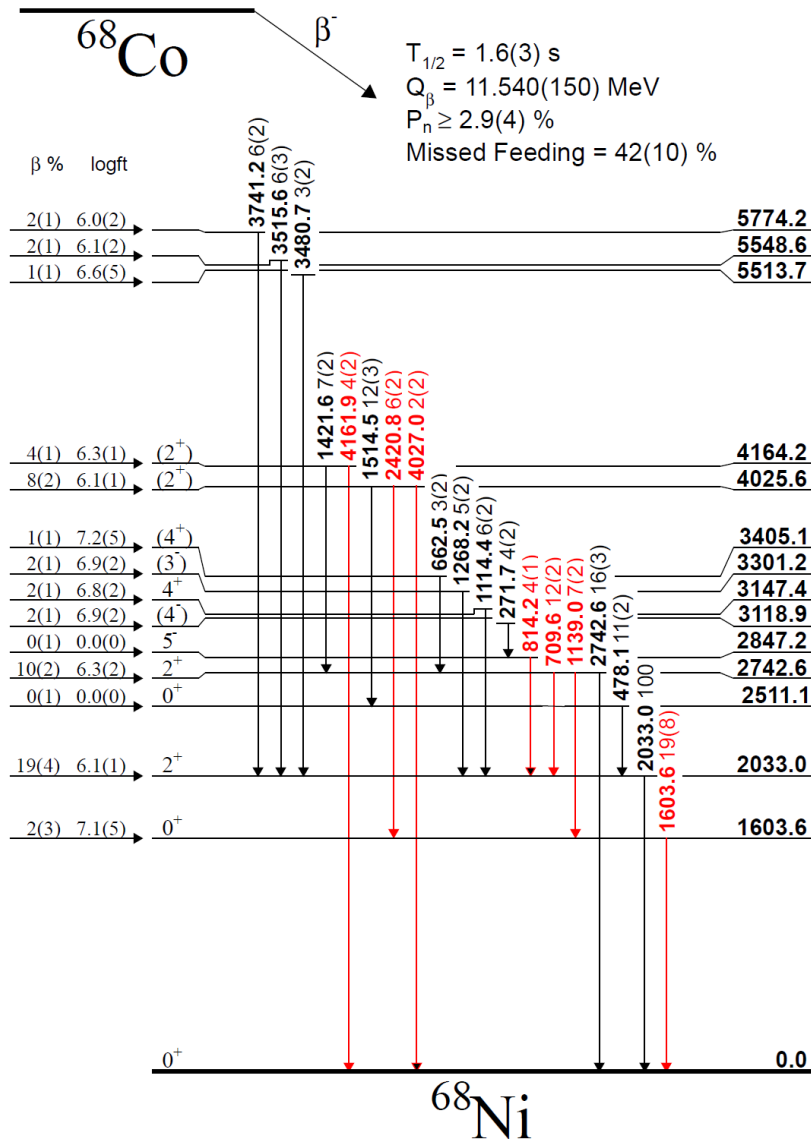 ⁶⁸Co
β⁻
T₁/₂ = 1.6(3) s
Qᵦ = 11.540(150) MeV
Pₙ ≥ 2.9(4) %
Missed Feeding = 42(10) %
β % logft
3741.2 6(2)
3515.6 6(3)
3480.7 3(2)
2(1) 6.0(2) 5774.2
2(1) 6.1(2) 5548.6
1(1) 6.6(5) 5513.7
1421.6 7(2)
4161.9 4(2)
1514.5 12(3)
2420.8 6(2)
4027.0 2(2)
4(1) 6.3(1) (2⁺) 4164.2
8(2) 6.1(1) (2⁺) 4025.6
662.5 3(2)
1268.2 5(2)
1114.4 6(2)
271.7 4(2)
814.2 4(1)
709.6 12(2)
1139.0 7(2)
2742.6 16(3)
478.1 11(2)
2033.0 100
1603.6 19(8)
1(1) 7.2(5) (4⁺) 3405.1
2(1) 6.9(2) (3⁻) 3301.2
2(1) 6.8(2) 4⁺ 3147.4
2(1) 6.9(2) (4⁻) 3118.9
0(1) 0.0(0) 5⁻ 2847.2
10(2) 6.3(2) 2⁺ 2742.6
0(1) 0.0(0) 0⁺ 2511.1
19(4) 6.1(1) 2⁺ 2033.0
2(3) 7.1(5) 0⁺ 1603.6
0⁺ 0.0
⁶⁸Ni